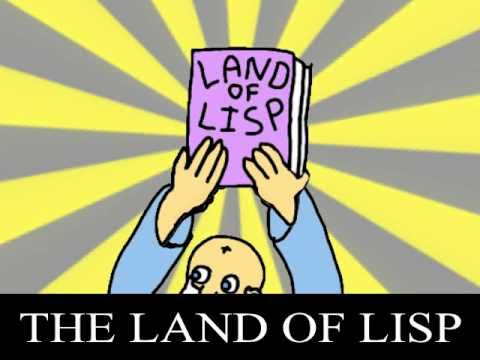 LAND
OF
LISP
THE LAND OF LISP